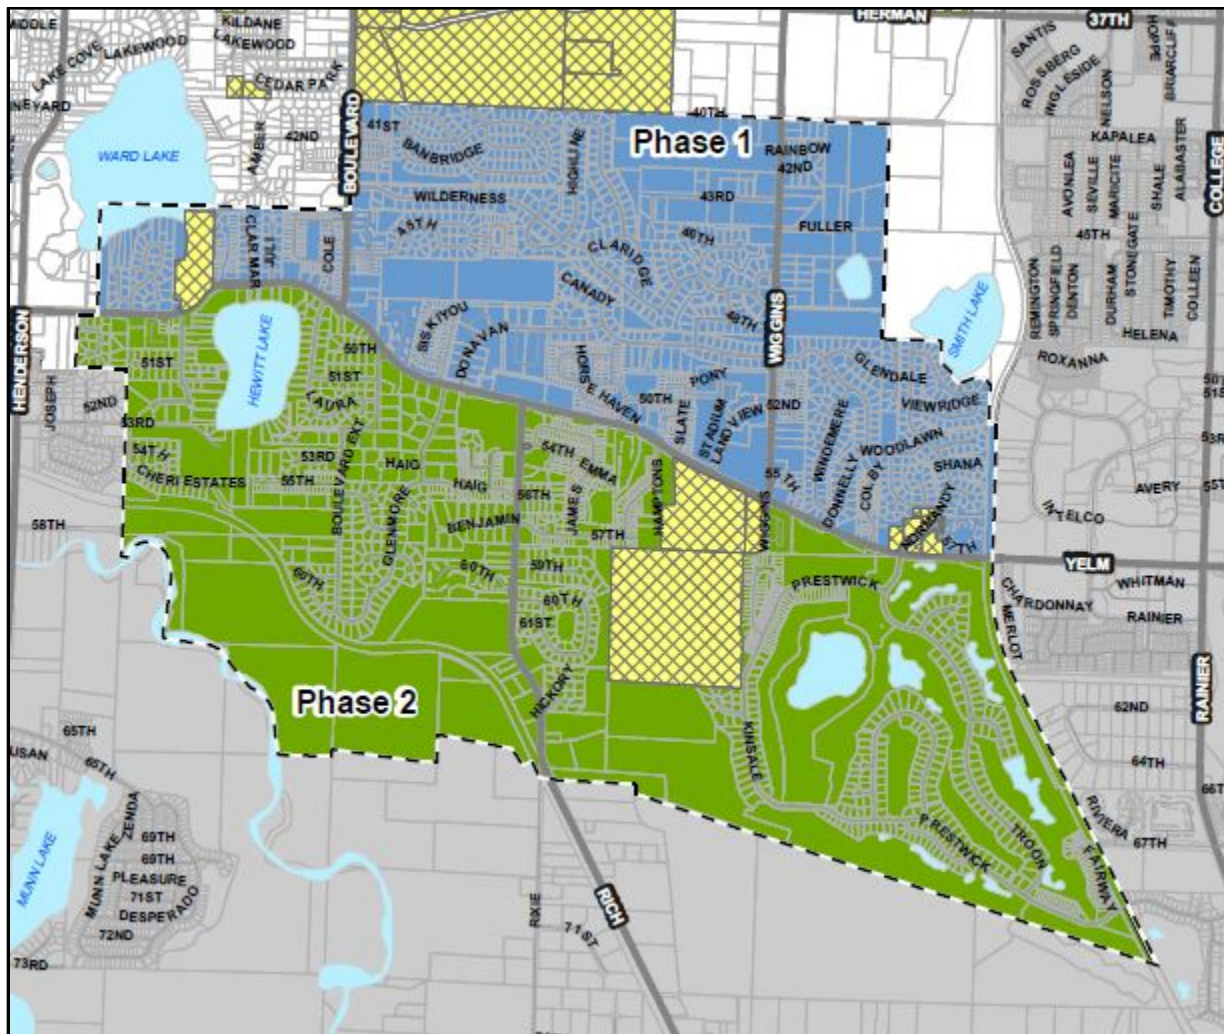 MIDDLE
KILDANE
LAKEWOOD
LAKEWOOD
LAKE COVE
CEDAR PARK
AMBER
42ND
WARD LAKE
BOULEVARD
HERMAN
37TH
SANTIS
ROSSBERG
INGLESIDE
NELSON
HOPPE
BRIARCLIFF
40TH
41ST
BANBRIDGE
HIGHLINE
Phase 1
RAINBOW
42ND
KAPALEA
COLLEGE
WILDERNESS
43RD
AVONLEA
SEVILLE
MARICITE
SHALE
ALABASTER
45TH
46TH
FULLER
45TH
CLAR MAR
JULI
COLE
CLARIDGE
CANADY
WIGGINS
STONEGATE
REMINGTON
SPRINGFIELD
DENTON
DURHAM
TIMOTHY
COLLEEN
HENDERSON
HEWITT LAKE
SISKIYOU
DONAVAN
48TH
SMITH LAKE
HELENA
ROXANNA
50TH
51ST
51ST
LAURA
HORSE HAVEN
50TH
PONY
GLENDALE
VIEWRIDGE
JOSEPH
52ND
53RD
SLATE
STADIUM
LANDVIEW
52ND
WINDEMERE
WOODLAWN
SHANA
54TH
CHERI ESTATES
53RD
55TH
BOULEVARD EXT
HAIG
HAIG
54TH
EMMA
HAMPTONS
55TH
DONNELLY
COLBY
AVERY
INTELCO
58TH
GLENMORE
BENJAMIN
56TH
JAMES
57TH
WIGGINS
NORMANDY
57TH
YELM
60TH
60TH
59TH
60TH
61ST
PRESTWICK
CHARDONNAY
MERLOT
WHITMAN
RAINIER
RAINIER
Phase 2
HICKORY
KINSALE
62ND
64TH
65TH
65TH
ZENDA
69TH
69TH
PLEASURE
71ST
DESPERADO
72ND
73RD
MUNN LAKE
MUNN LAKE
PRESTWICK
TROON
FAIRWAY
RIVIERA
67TH
RIXIE
71ST
RICH